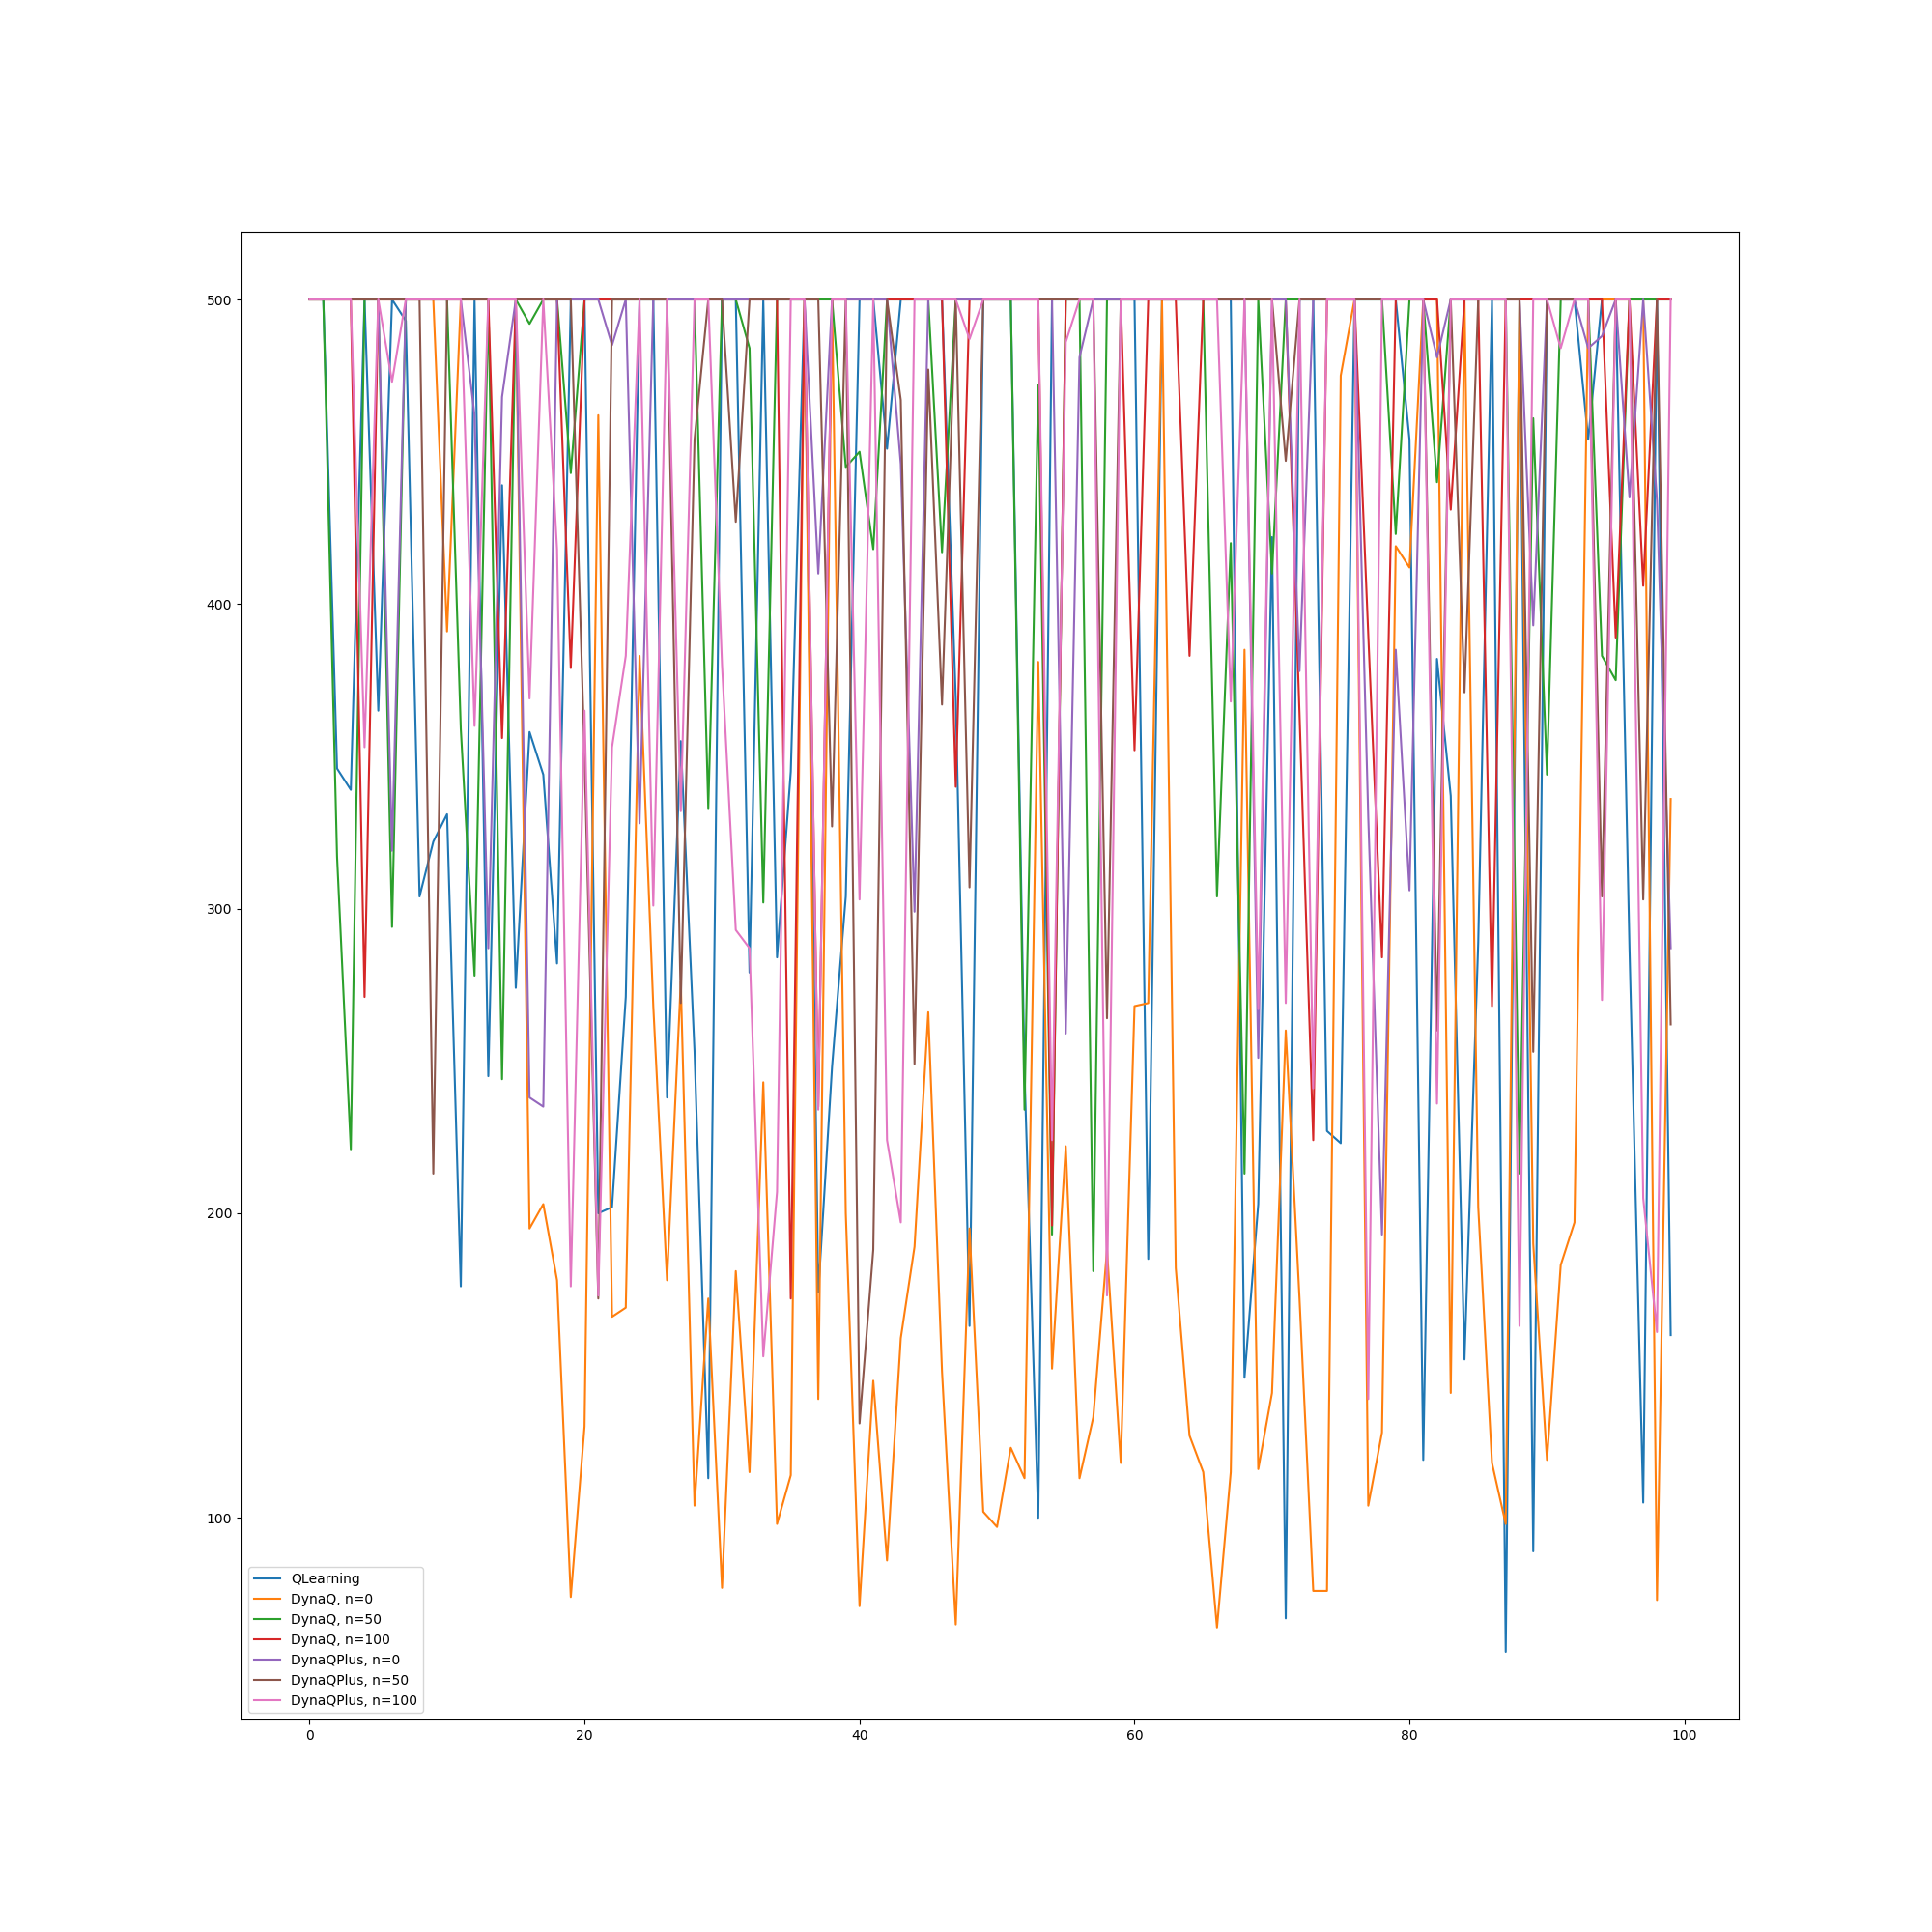 500
400
300
200
100
QLearning
DynaQ, n=0
DynaQ, n=50
DynaQ, n=100
DynaQPlus, n=0
DynaQPlus, n=50
DynaQPlus, n=100
0 20 40 60 80 100